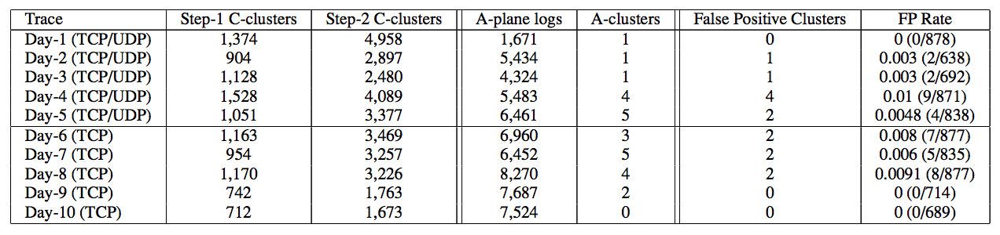 Trace Step-1 C-clusters Step-2 C-clusters A-plane logs A-clusters False Positive Clusters FP Rate
Day-1 (TCP/UDP) 1,374 4,958 1,671 1 0 0 (0/878)
Day-2 (TCP/UDP) 904 2,897 5,434 1 1 0.003 (2/638)
Day-3 (TCP/UDP) 1,128 2,480 4,324 1 1 0.003 (2/692)
Day-4 (TCP/UDP) 1,528 4,089 5,483 4 4 0.01 (9/871)
Day-5 (TCP/UDP) 1,051 3,377 6,461 5 2 0.0048 (4/838)
Day-6 (TCP) 1,163 3,469 6,960 3 2 0.008 (7/877)
Day-7 (TCP) 954 3,257 6,452 5 2 0.006 (5/835)
Day-8 (TCP) 1,170 3,226 8,270 4 2 0.0091 (8/877)
Day-9 (TCP) 742 1,763 7,687 2 0 0 (0/714)
Day-10 (TCP) 712 1,673 7,524 0 0 0 (0/689)